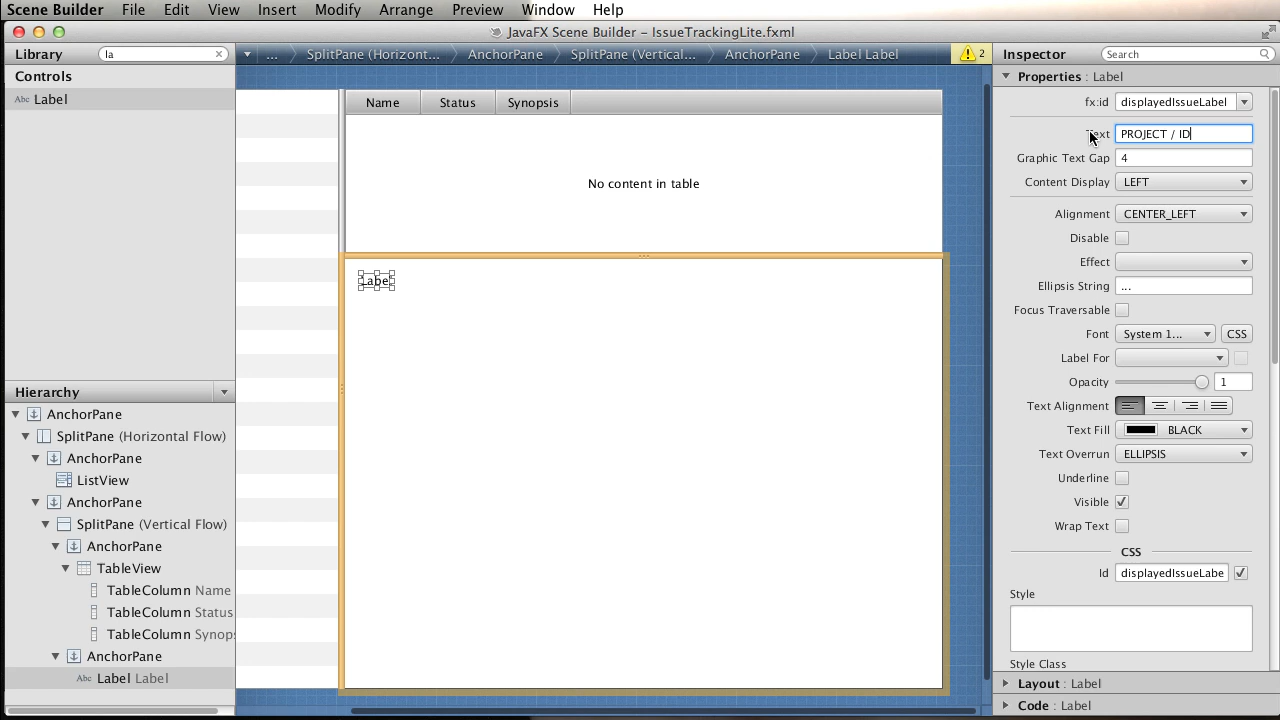 Scene Builder File Edit View Insert Modify Arrange Preview Window Help
JavaFX Scene Builder – IssueTrackingLite.fxml
Library la
... SplitPane (Horizont... AnchorPane SplitPane (Vertical... AnchorPane Label Label 2
Inspector Search
Controls
Abc Label
Properties : Label
fx:id displayedIssueLabel
Name Status Synopsis
Text PROJECT / ID
Graphic Text Gap 4
No content in table
Content Display LEFT
Alignment CENTER_LEFT
Disable
Effect
Label
Ellipsis String ...
Focus Traversable
Font System 1... CSS
Label For
Opacity 1
Hierarchy
Text Alignment
AnchorPane
Text Fill BLACK
SplitPane (Horizontal Flow)
Text Overrun ELLIPSIS
AnchorPane
ListView
Underline
AnchorPane
Visible
SplitPane (Vertical Flow)
Wrap Text
AnchorPane
CSS
TableView
Id displayedIssueLabe
TableColumn Name
Style
TableColumn Status
TableColumn Synops
AnchorPane
Style Class
Abc Label Label
Layout : Label
Code : Label